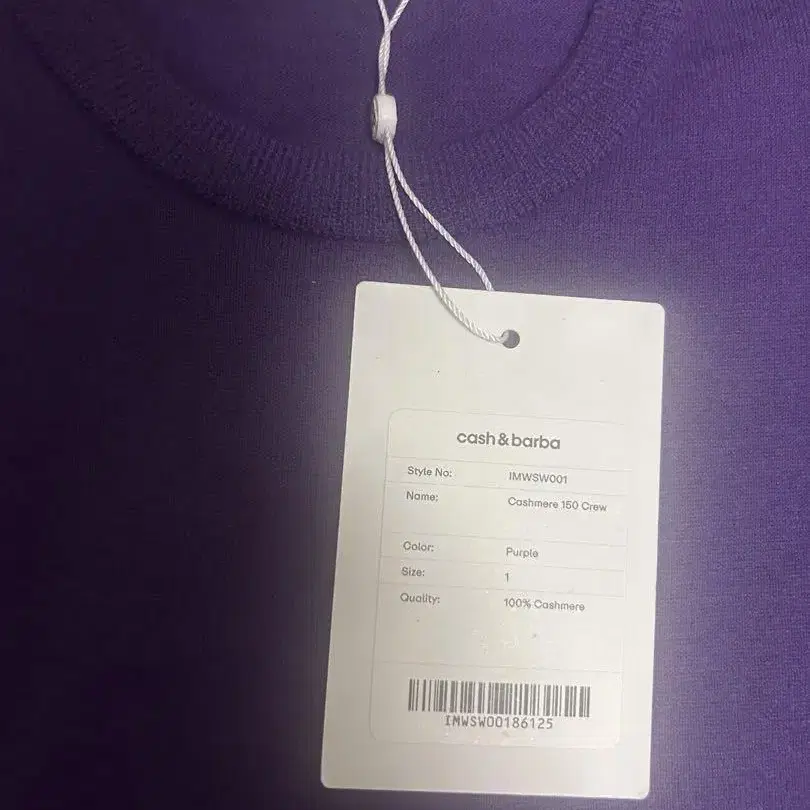 cash&barba
Style No: IMWSW001
Name: Cashmere 150 Crew
Color: Purple
Size: 1
Quality: 100% Cashmere
IMWSW00186125